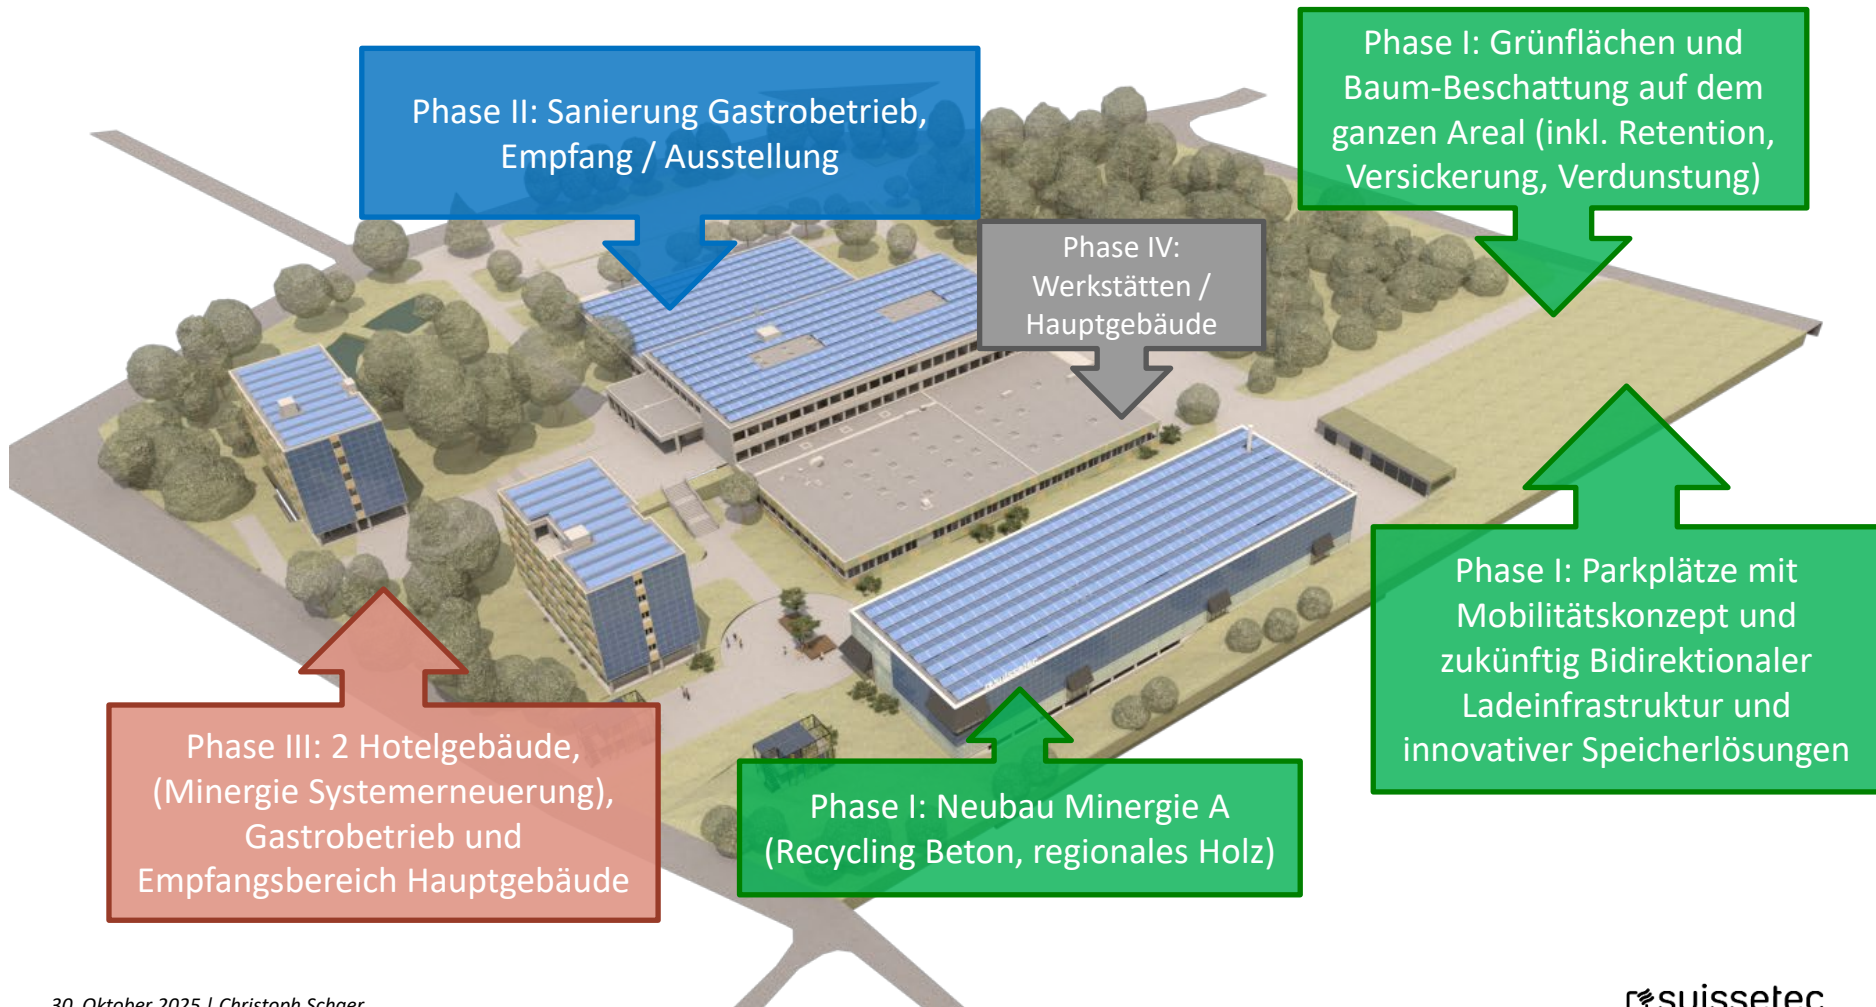 Phase II: Sanierung Gastrobetrieb,
Empfang / Ausstellung
Phase I: Grünflächen und
Baum-Beschattung auf dem
ganzen Areal (inkl. Retention,
Versickerung, Verdunstung)
Phase IV:
Werkstätten /
Hauptgebäude
Phase I: Parkplätze mit
Mobilitätskonzept und
zukünftig Bidirektionaler
Ladeinfrastruktur und
innovativer Speicherlösungen
Phase III: 2 Hotelgebäude,
(Minergie Systemerneuerung),
Gastrobetrieb und
Empfangsbereich Hauptgebäude
suissetec
Phase I: Neubau Minergie A
(Recycling Beton, regionales Holz)
30. Oktober 2025 | Christoph Schaer
suissetec